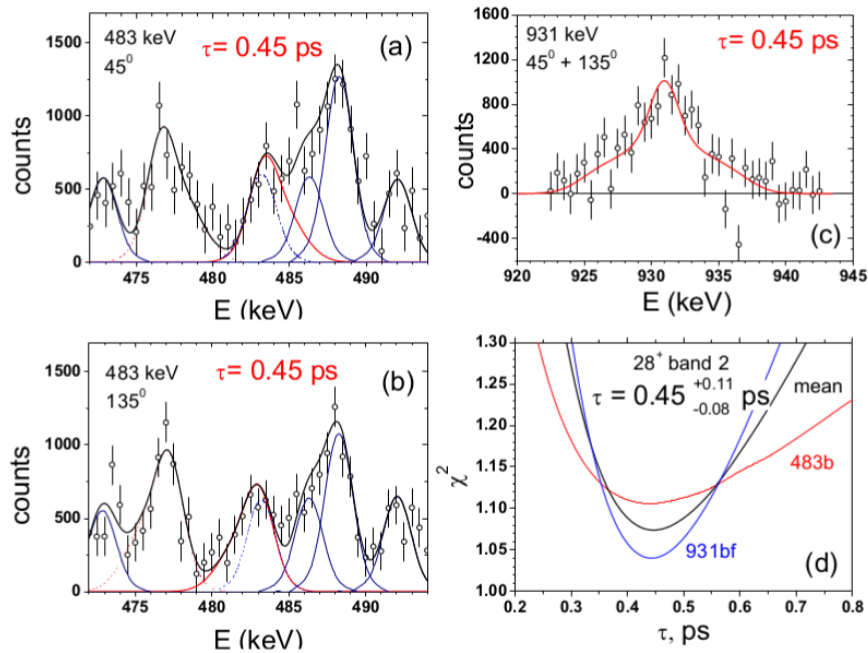 483 keV
45⁰
τ= 0.45 ps
(a)
counts
1500
1000
500
0
475 480 485 490
E (keV)
931 keV
45⁰ + 135⁰
τ= 0.45 ps
(c)
counts
1600
1200
800
400
0
-400
920 925 930 935 940 945
E (keV)
483 keV
135⁰
τ= 0.45 ps
(b)
counts
1500
1000
500
0
475 480 485 490
E (keV)
28⁺ band 2
τ = 0.45 +0.11 -0.08 ps
mean
483b
931bf
(d)
χ²
1.30
1.25
1.20
1.15
1.10
1.05
1.00
0.2 0.3 0.4 0.5 0.6 0.7 0.8
τ, ps